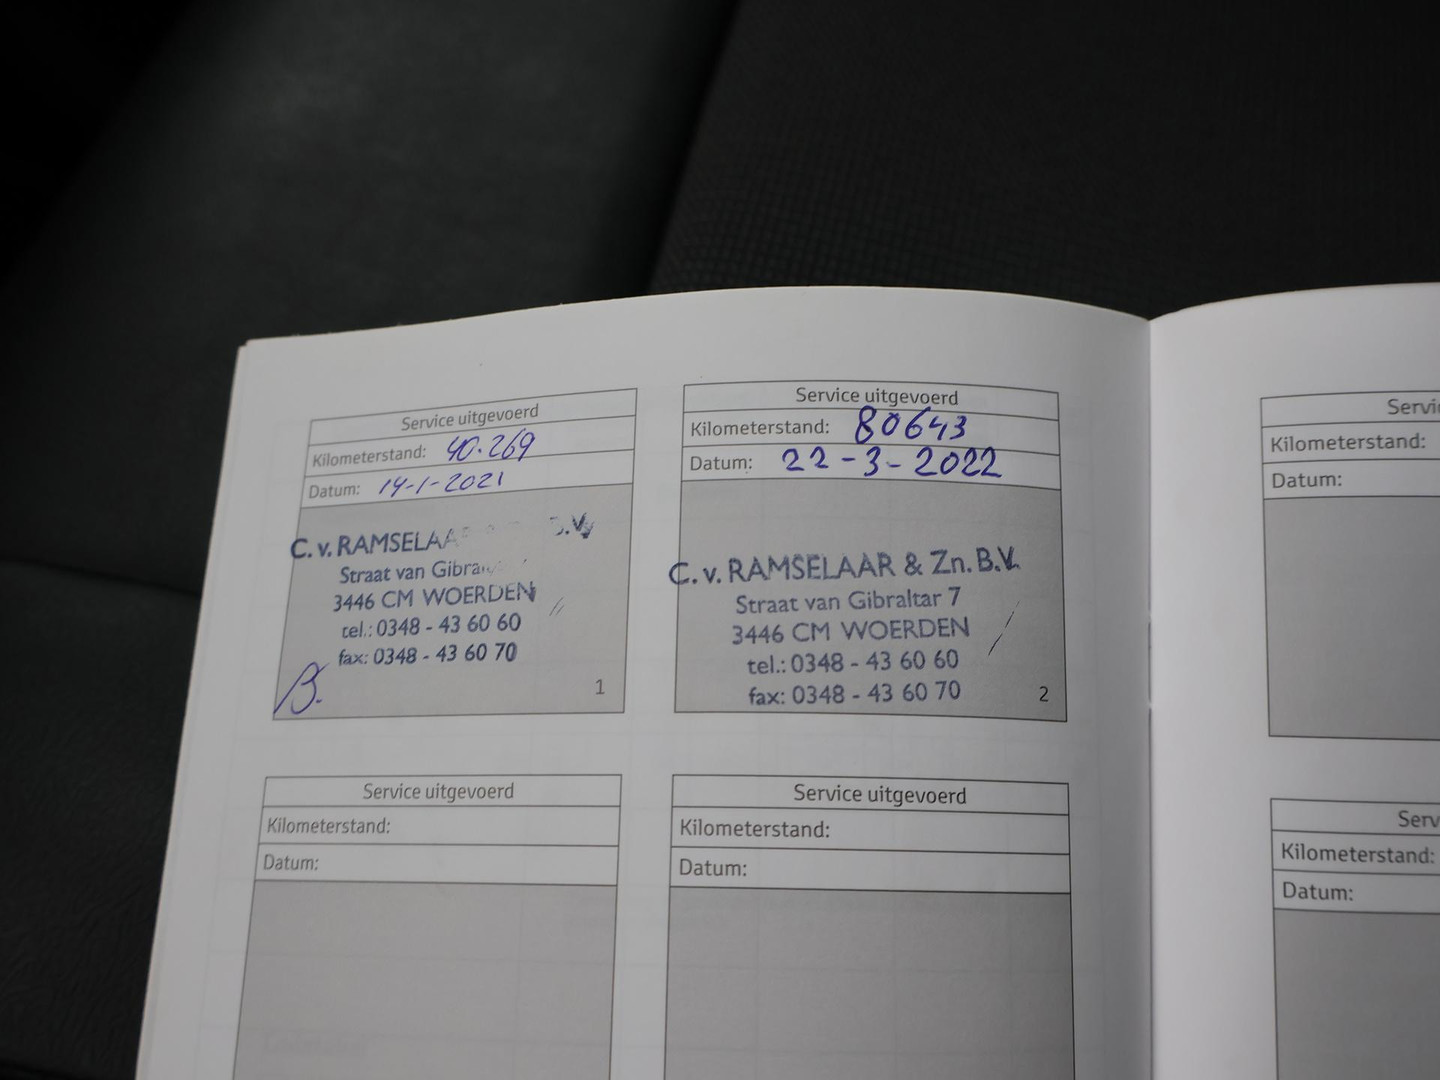 Service uitgevoerd
Kilometerstand: 40.269
Datum: 14-1-2021
C. v. RAMSELAA B.V.
Straat van Gibra
3446 CM WOERDEN
tel.: 0348 - 43 60 60
fax: 0348 - 43 60 70
B.
1
Service uitgevoerd
Kilometerstand: 80643
Datum: 22-3-2022
C. v. RAMSELAAR & Zn. B.V.
Straat van Gibraltar 7
3446 CM WOERDEN
tel.: 0348 - 43 60 60
fax: 0348 - 43 60 70
2
Servic
Kilometerstand:
Datum:
Service uitgevoerd
Kilometerstand:
Datum:
Service uitgevoerd
Kilometerstand:
Datum:
Serv
Kilometerstand:
Datum: